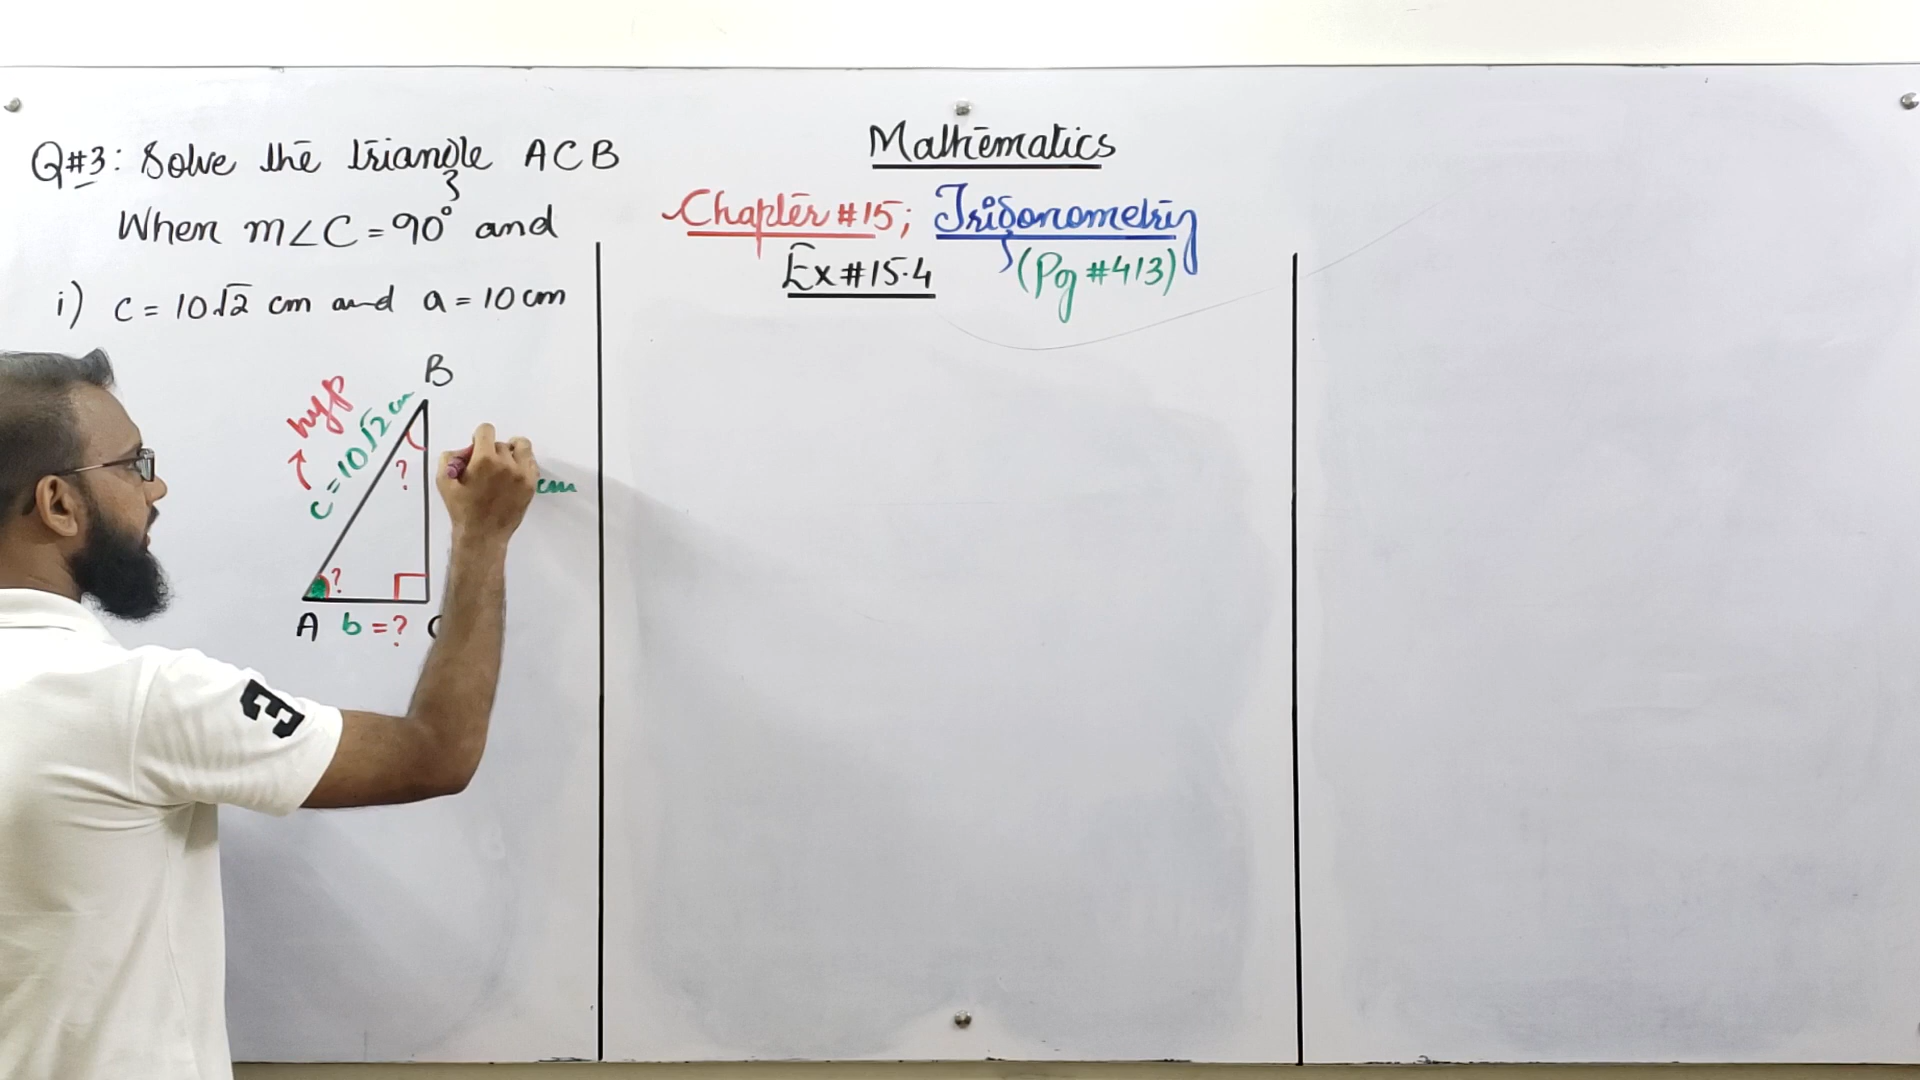 Q#3: Solve the triangle ACB
When m∠C = 90° and
i) c = 10√2 cm and a = 10 cm
Mathematics
Chapter #15; Trigonometry
Ex #15.4 (Pg #413)
B
hyp
c = 10√2 cm
?
cm
?
A b = ? C
3